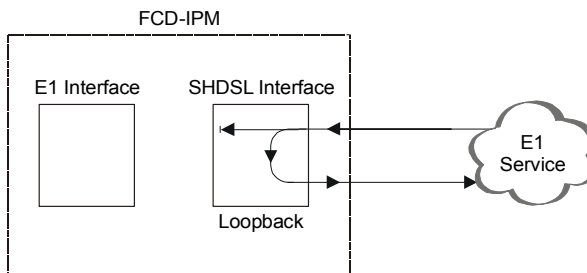 FCD-IPM
E1 Interface
SHDSL Interface
E1
Service
Loopback